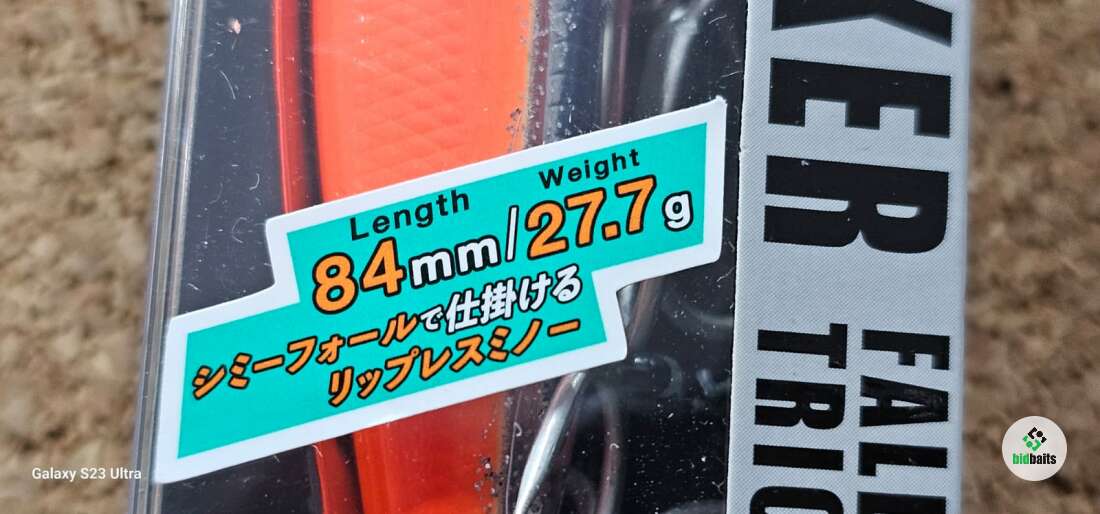 Length
Weight
84mm/27.7g
シミーフォールで仕掛ける
リップレスミノー
KER
FALL
TRIC
Galaxy S23 Ultra
bidbaits